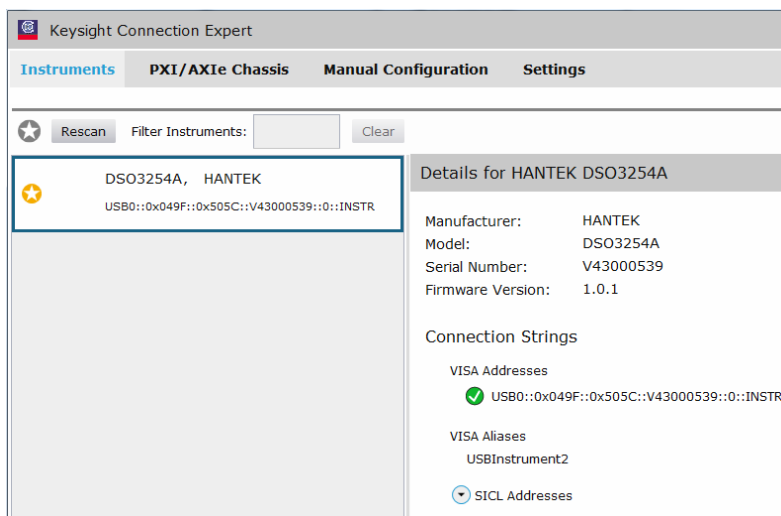 Keysight Connection Expert
Instruments PXI/AXIe Chassis Manual Configuration Settings
Rescan Filter Instruments: Clear
DSO3254A, HANTEK
USB0::0x049F::0x505C::V43000539::0::INSTR
Details for HANTEK DSO3254A
Manufacturer: HANTEK
Model: DSO3254A
Serial Number: V43000539
Firmware Version: 1.0.1
Connection Strings
VISA Addresses
USB0::0x049F::0x505C::V43000539::0::INSTR
VISA Aliases
USBInstrument2
SICL Addresses